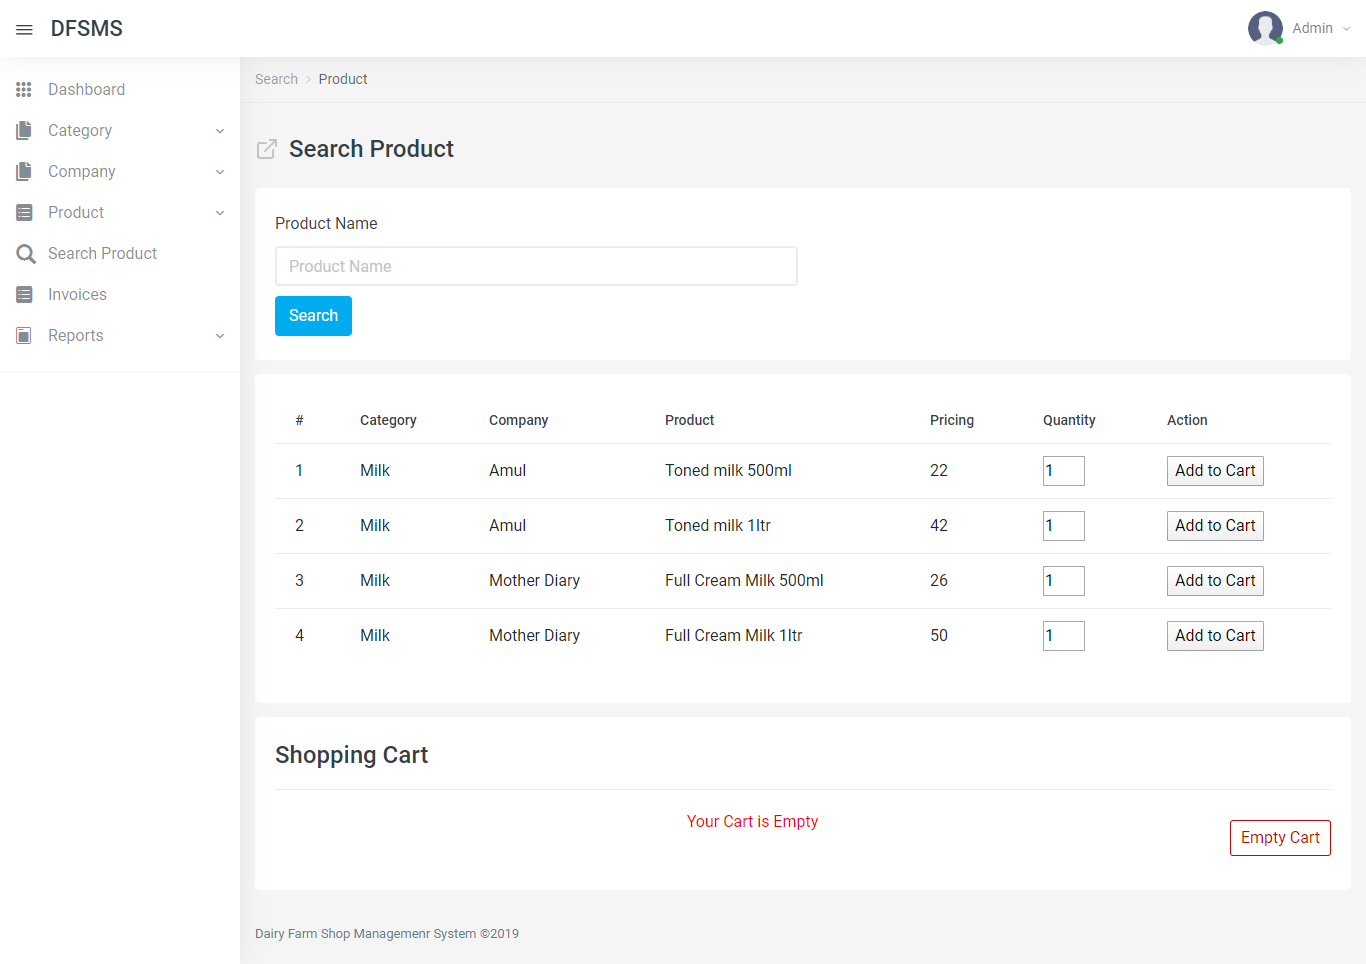 DFSMS
Admin
Dashboard
Category
Company
Product
Search Product
Invoices
Reports
Search > Product
Search Product
Product Name
Product Name
Search
# Category Company Product Pricing Quantity Action
1 Milk Amul Toned milk 500ml 22 1 Add to Cart
2 Milk Amul Toned milk 1ltr 42 1 Add to Cart
3 Milk Mother Diary Full Cream Milk 500ml 26 1 Add to Cart
4 Milk Mother Diary Full Cream Milk 1ltr 50 1 Add to Cart
Shopping Cart
Your Cart is Empty
Empty Cart
Dairy Farm Shop Managemenr System ©2019